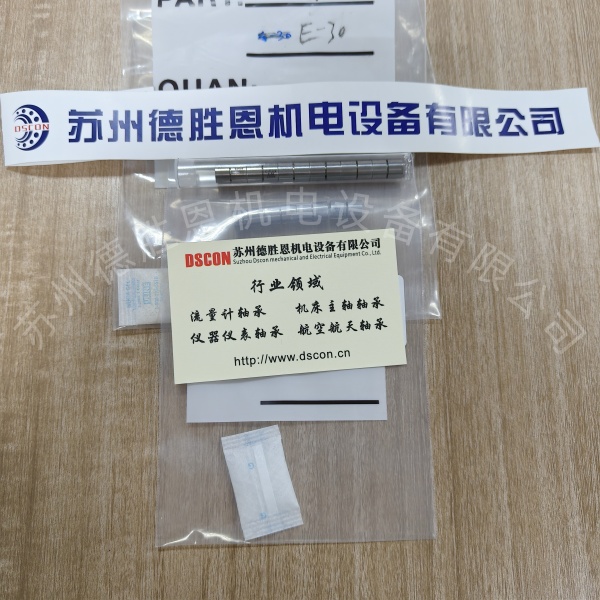 PART:
E-30
QUAN:
DSCON
苏州德胜恩机电设备有限公司
DSCON 苏州德胜恩机电设备有限公司
Suzhou Dscon mechanical and Electrical Equipment Co., Ltd.
行业领域
流量计轴承 机床主轴轴承
仪器仪表轴承 航空航天轴承
http://www.dscon.cn
苏州德胜恩机电设备有限公司